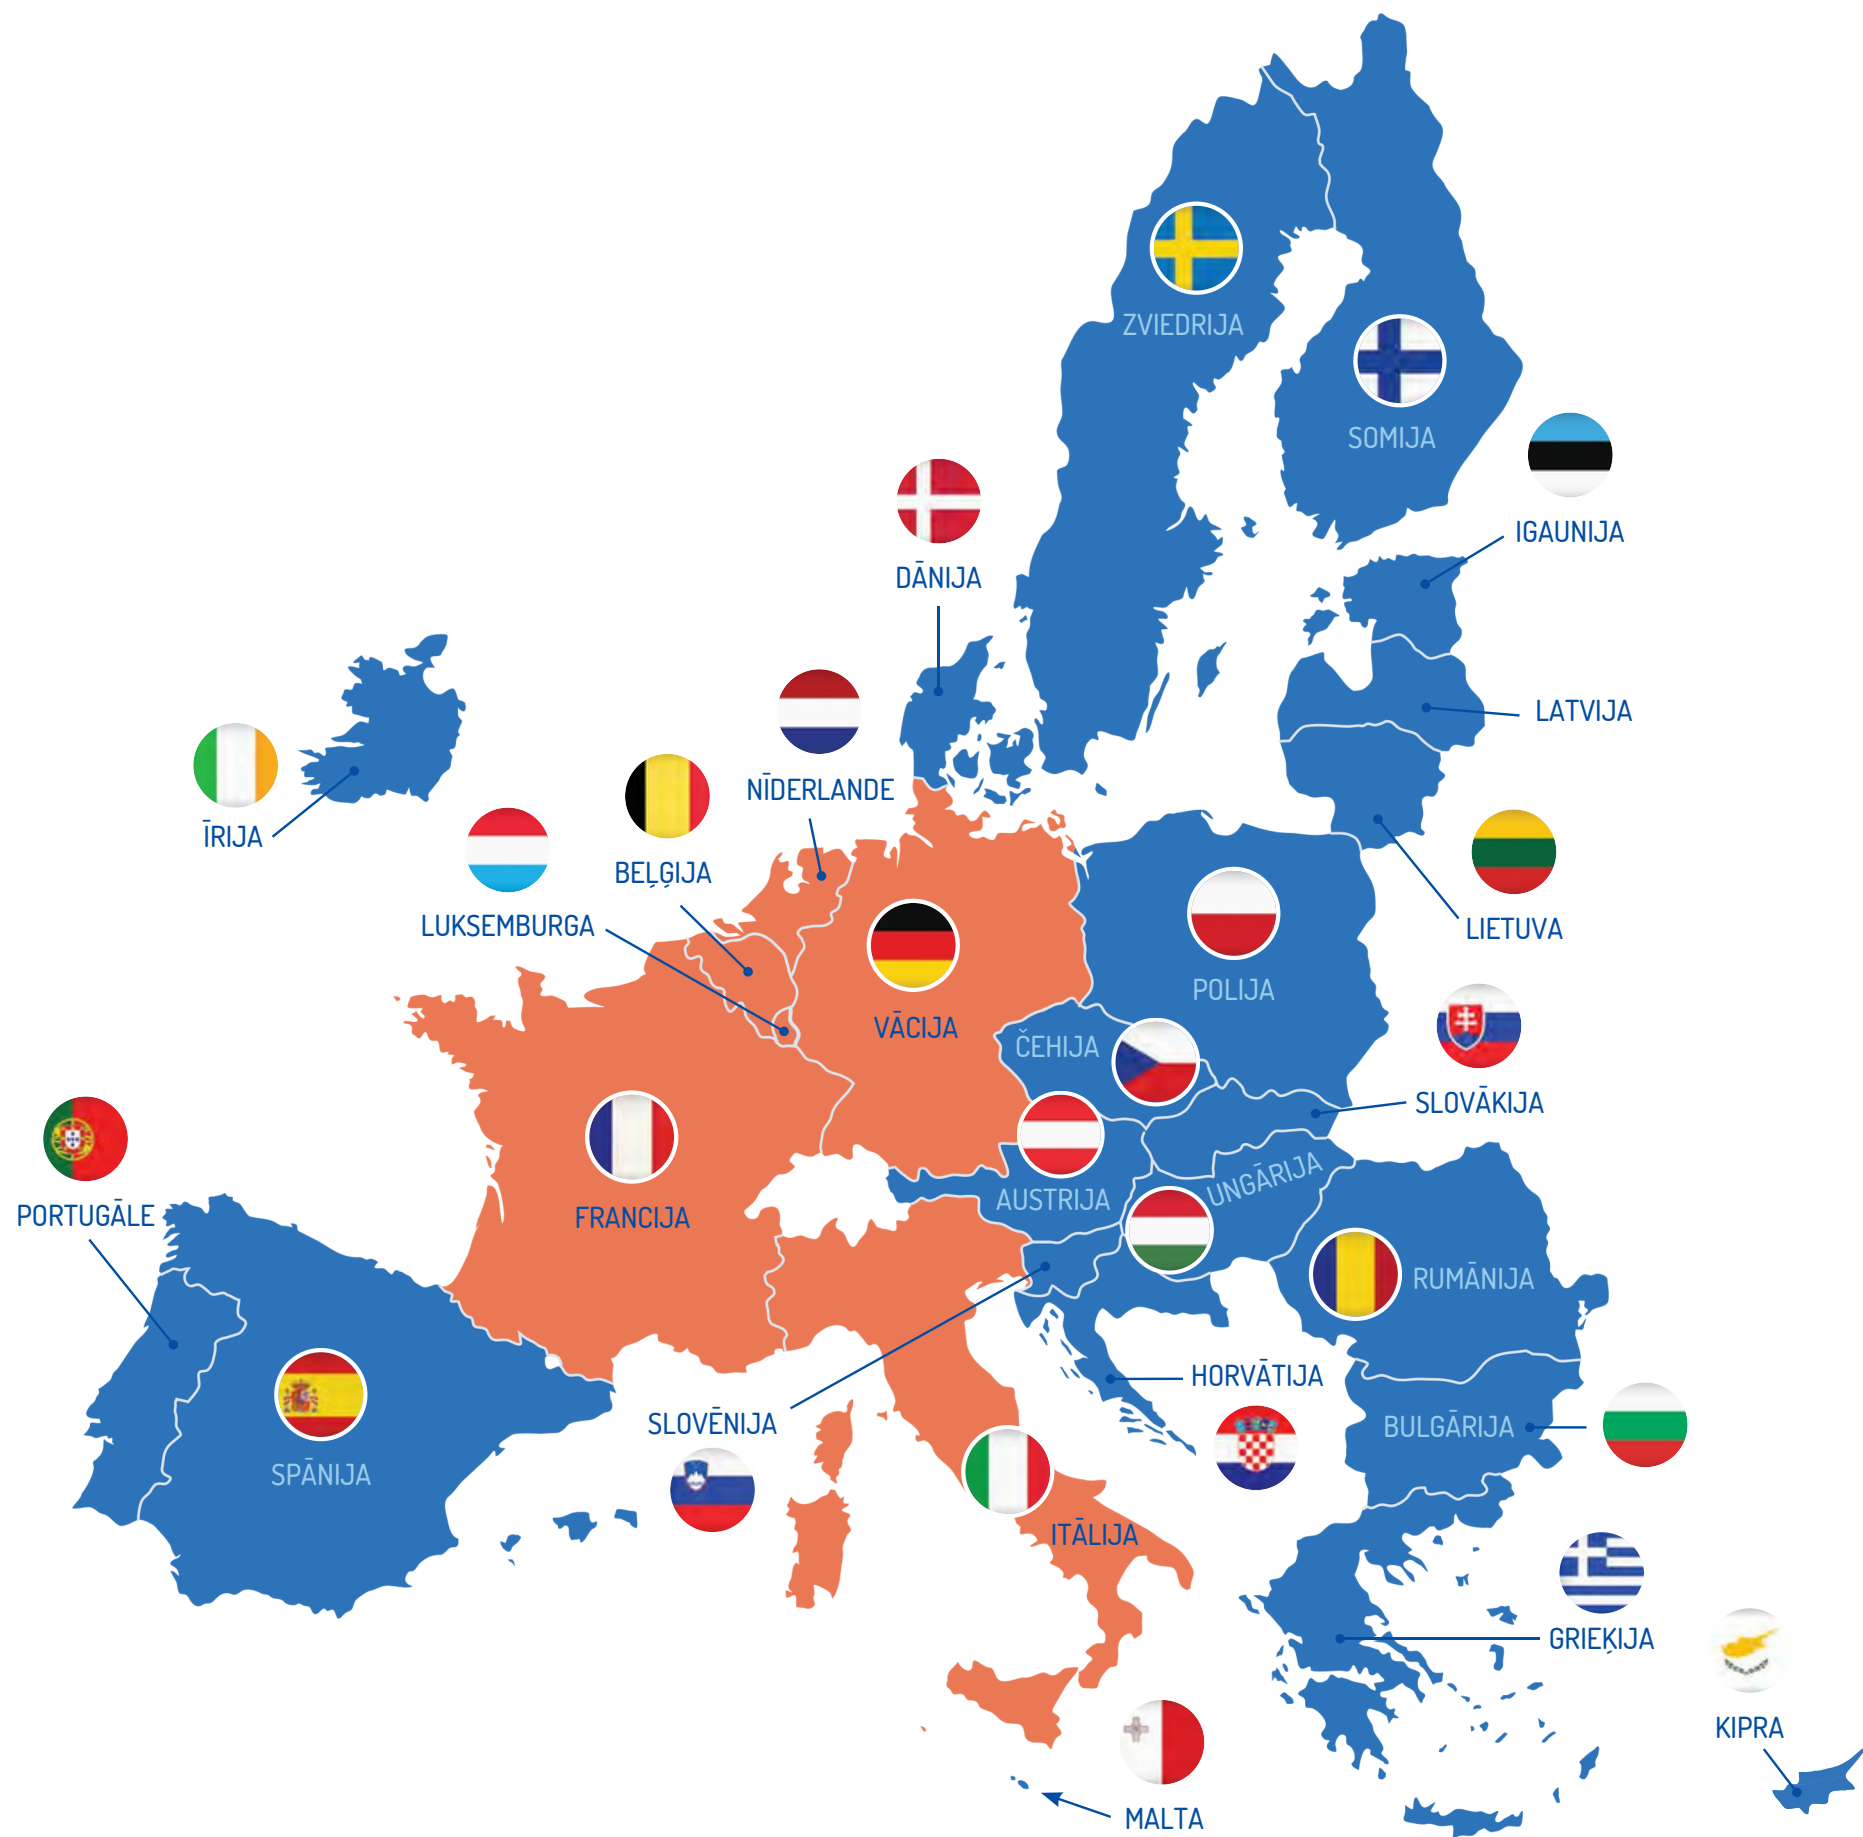 ZVIEDRIJA
SOMIJA
IGAUNIJA
DĀNIJA
LATVIJA
NĪDERLANDE
ĪRIJA
BEĻĢIJA
LUKSEMBURGA
LIETUVA
POLIJA
VĀCIJA
ČEHIJA
SLOVĀKIJA
UNGĀRIJA
AUSTRIJA
PORTUGĀLE
FRANCIJA
RUMĀNIJA
HORVĀTIJA
SLOVĒNIJA
BULGĀRIJA
SPĀNIJA
ITĀLIJA
GRIEĶIJA
KIPRA
MALTA